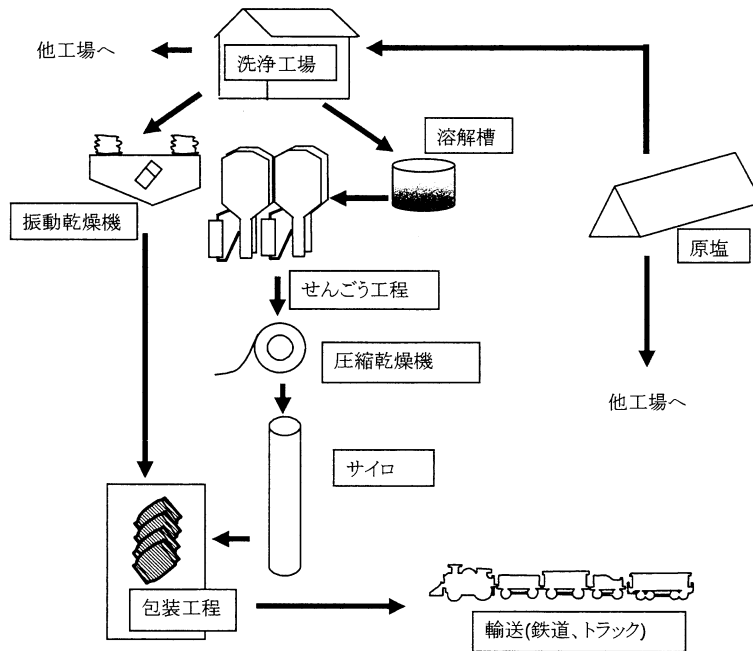 他工場へ
洗浄工場
溶解槽
振動乾燥機
原塩
せんごう工程
圧縮乾燥機
他工場へ
サイロ
包装工程
輸送(鉄道、トラック)